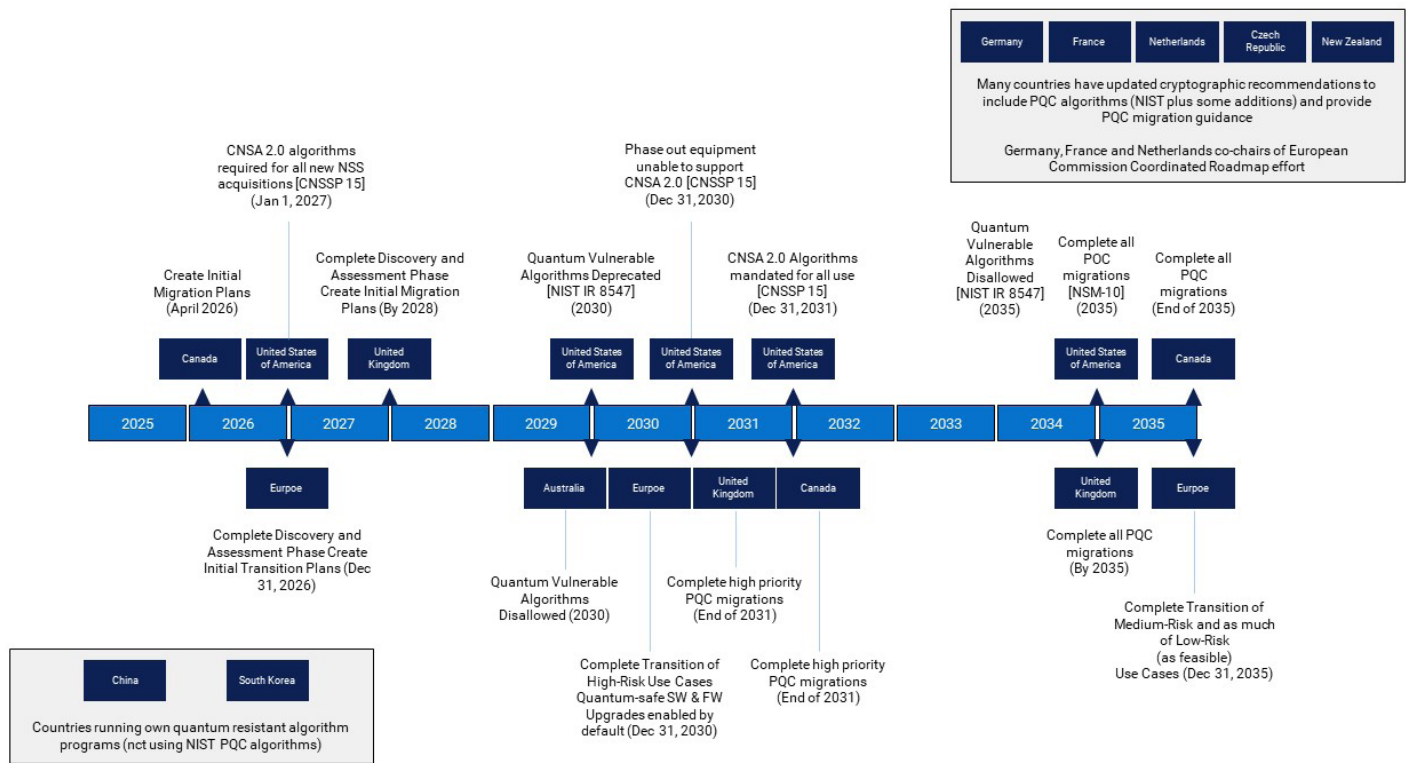 Germany
France
Netherlands
Czech
Republic
New Zealand
Many countries have updated cryptographic recommendations to
include PQC algorithms (NIST plus some additions) and provide
PQC migration guidance
Germany, France and Netherlands co-chairs of European
Commission Coordinated Roadmap effort
CNSA 2.0 algorithms
required for all new NSS
acquisitions [CNSSP 15]
(Jan 1, 2027)
Phase out equipment
unable to support
CNSA 2.0 [CNSSP 15]
(Dec 31, 2030)
Create Initial
Migration Plans
(April 2026)
Complete Discovery and
Assessment Phase
Create Initial Migration
Plans (By 2028)
Quantum Vulnerable
Algorithms Deprecated
[NIST IR 8547]
(2030)
CNSA 2.0 Algorithms
mandated for all use
[CNSSP 15]
(Dec 31, 2031)
Quantum
Vulnerable
Algorithms
Disallowed
[NIST IR 8547]
(2035)
Complete all
POC
migrations
[NSM-10]
(2035)
Complete all
PQC
migrations
(End of 2035)
Canada
United States
of America
United
Kingdom
United States
of America
United States
of America
United States
of America
United States
of America
Canada
2025
2026
2027
2028
2029
2030
2031
2032
2033
2034
2035
Eurpoe
Australia
Eurpoe
United
Kingdom
Canada
United
Kingdom
Eurpoe
Complete Discovery and
Assessment Phase Create
Initial Transition Plans (Dec
31, 2026)
Quantum Vulnerable
Algorithms
Disallowed (2030)
Complete Transition of
High-Risk Use Cases
Quantum-safe SW & FW
Upgrades enabled by
default (Dec 31, 2030)
Complete high priority
PQC migrations
(End of 2031)
Complete high priority
PQC migrations
(End of 2031)
Complete all PQC
migrations
(By 2035)
Complete Transition of
Medium-Risk and as much
of Low-Risk
(as feasible)
Use Cases (Dec 31, 2035)
China
South Korea
Countries running own quantum resistant algorithm
programs (nct using NIST PQC algorithms)